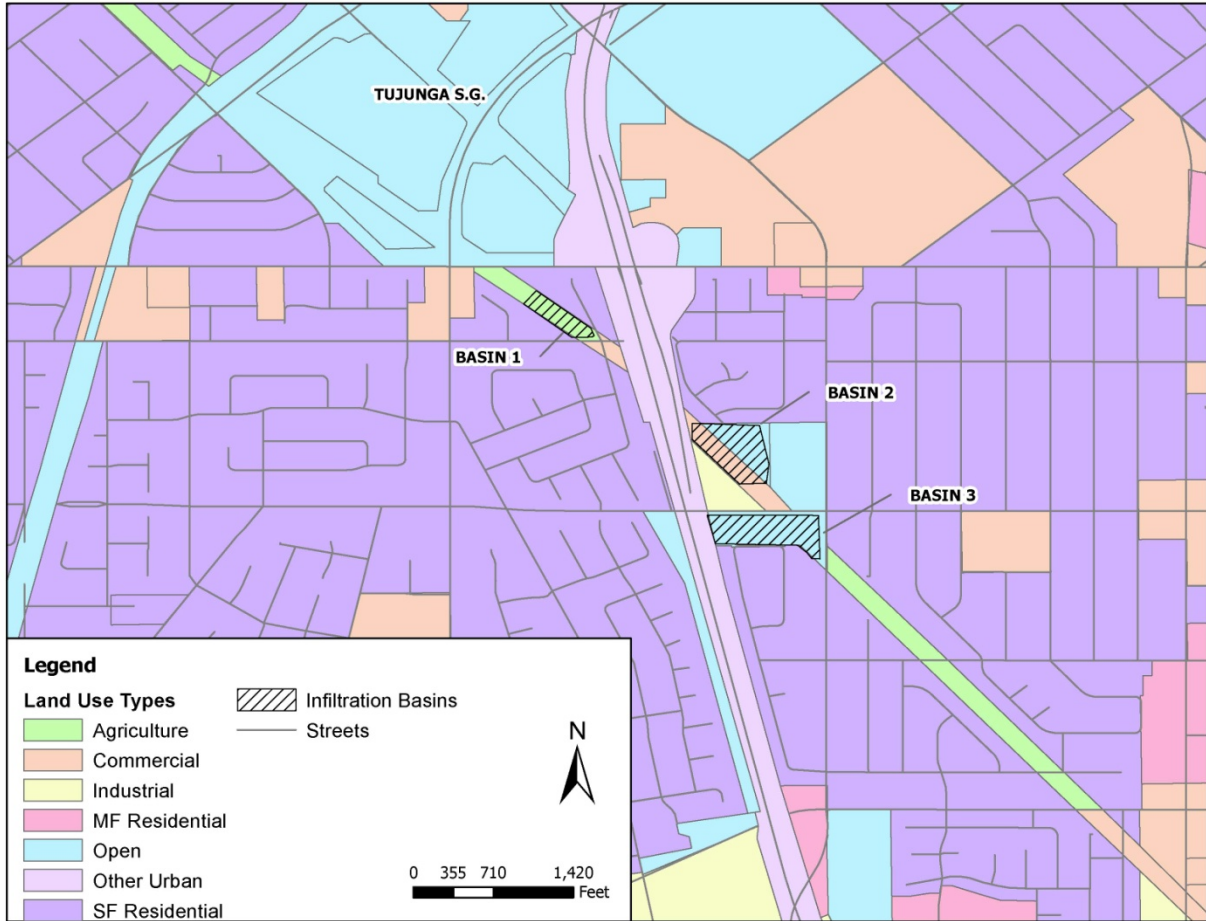 TUJUNGA S.G.
BASIN 1
BASIN 2
BASIN 3
Legend
Land Use Types
Agriculture
Commercial
Industrial
MF Residential
Open
Other Urban
SF Residential
Infiltration Basins
Streets
N
0 355 710 1,420
Feet